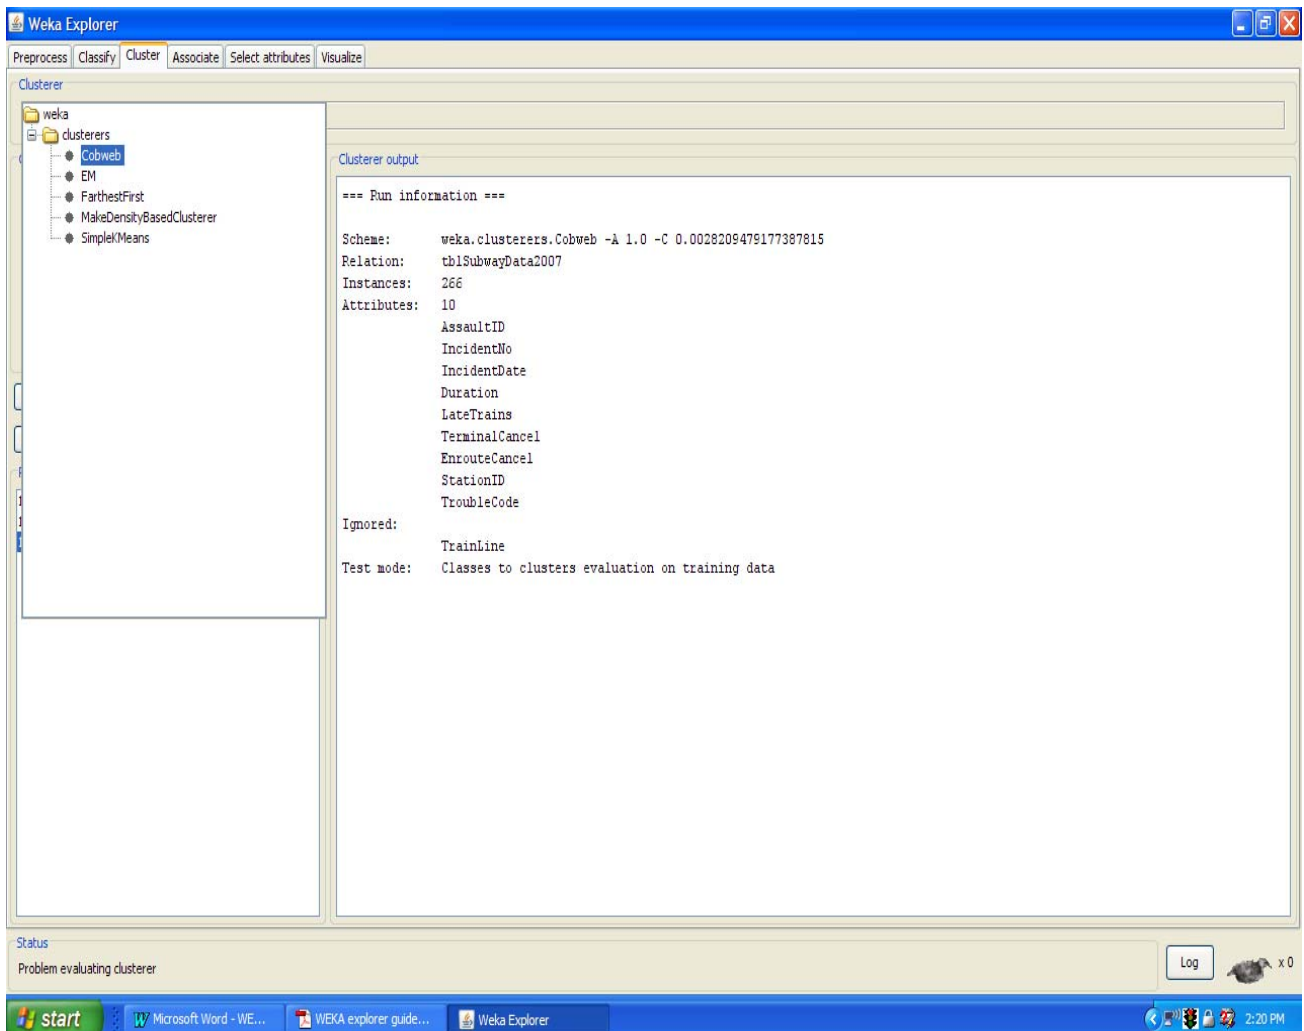 Weka Explorer
Preprocess Classify Cluster Associate Select attributes Visualize
Clusterer
weka
clusterers
Cobweb
EM
FarthestFirst
MakeDensityBasedClusterer
SimpleKMeans
Clusterer output
=== Run information ===
Scheme: weka.clusterers.Cobweb -A 1.0 -C 0.0028209479177387815
Relation: tblSubwayData2007
Instances: 266
Attributes: 10
AssaultID
IncidentNo
IncidentDate
Duration
LateTrains
TerminalCancel
EnrouteCancel
StationID
TroubleCode
Ignored:
TrainLine
Test mode: Classes to clusters evaluation on training data
Status
Problem evaluating clusterer
Log
x 0
start
Microsoft Word - WE...
WEKA explorer guide...
Weka Explorer
2:20 PM